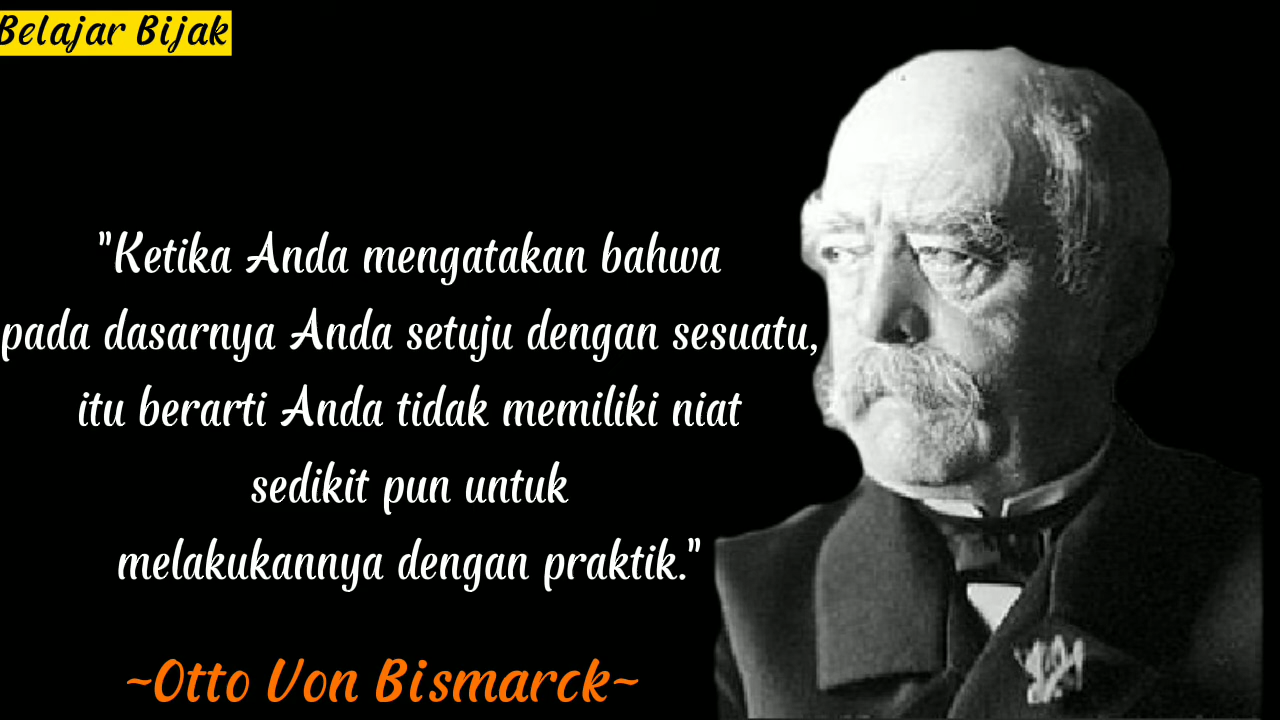 Belajar Bijak
"Ketika Anda mengatakan bahwa
pada dasarnya Anda setuju dengan sesuatu,
itu berarti Anda tidak memiliki niat
sedikit pun untuk
melakukannya dengan praktik."
~Otto Von Bismarck~